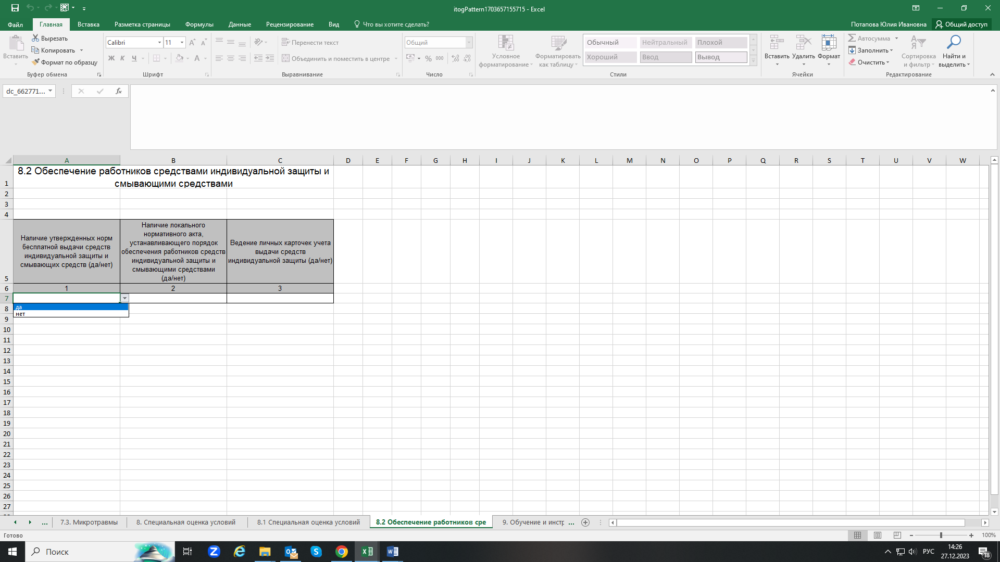 itogPattern1703657155715 - Excel
Файл Главная Вставка Разметка страницы Формулы Данные Рецензирование Вид Что вы хотите сделать? Потапова Юлия Ивановна Общий доступ
Вставить
Вырезать
Копировать
Формат по образцу
Буфер обмена
Calibri 11
Ж К Ч А
Шрифт
Перенести текст
Объединить и поместить в центре
Выравнивание
Общий
% 000
Число
Условное форматирование
Форматировать как таблицу
Обычный Нейтральный Плохой
Хороший Ввод Вывод
Стили
Вставить Удалить Формат
Ячейки
Автосумма
Заполнить
Очистить
Сортировка и фильтр
Найти и выделить
Редактирование
dc_662771... fx
A B C D E F G H I J K L M N O P Q R S T U V W
1
8.2 Обеспечение работников средствами индивидуальной защиты и
смывающими средствами
2
3
4
5
Наличие утвержденных норм
бесплатной выдачи средств
индивидуальной защиты и
смывающих средств (да/нет)
Наличие локального
нормативного акта,
устанавливающего порядок
обеспечения работников средств
индивидуальной защиты и
смывающими средствами
(да/нет)
Ведение личных карточек учета
выдачи средств
индивидуальной защиты (да/нет)
6 1 2 3
7
да
нет
8
9
10
11
12
13
14
15
16
17
18
19
20
21
22
23
24
25
26
27
... 7.3. Микротравмы 8. Специальная оценка условий 8.1 Специальная оценка условий 8.2 Обеспечение работников сре 9. Обучение и инстр ...
Готово 100%
Поиск РУС 14:26
27.12.2023 18